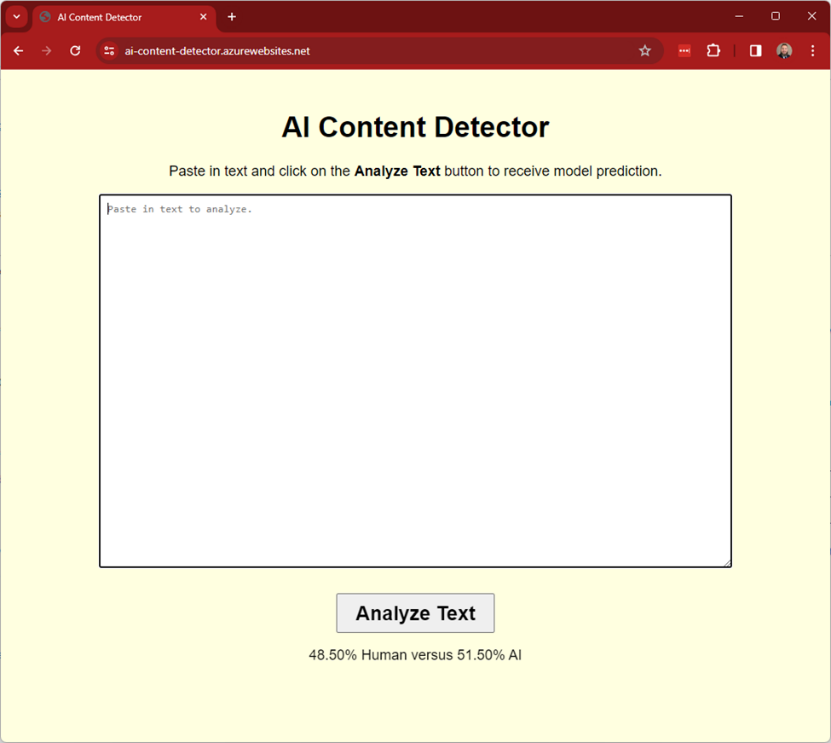 AI Content Detector
ai-content-detector.azurewebsites.net
AI Content Detector
Paste in text and click on the Analyze Text button to receive model prediction.
Paste in text to analyze.
Analyze Text
48.50% Human versus 51.50% AI